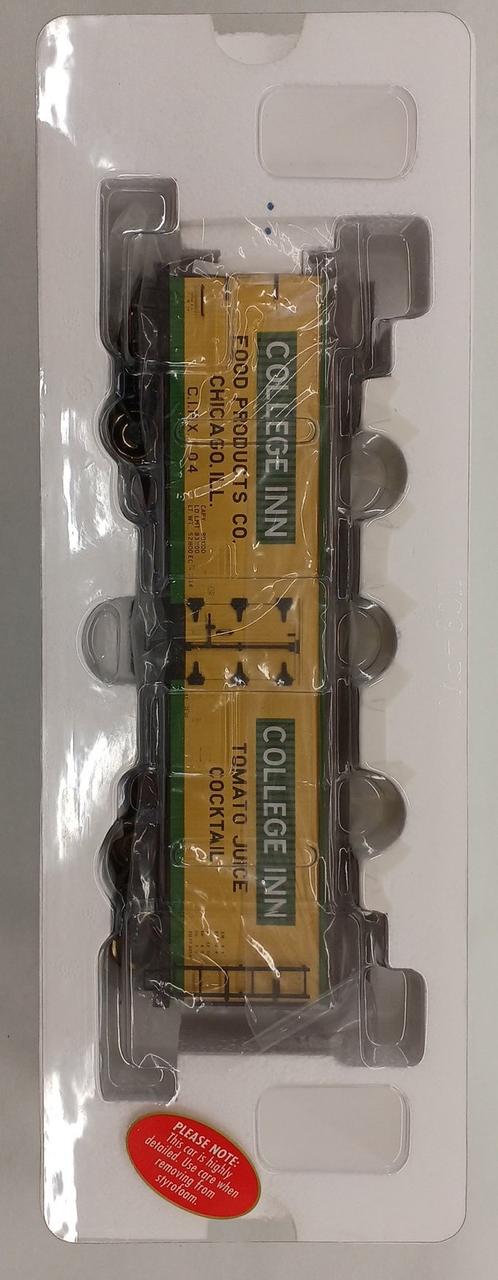 COLLEGE INN
FOOD PRODUCTS CO.
CHICAGO, ILL.
COLLEGE INN
TOMATO JUICE
COCKTAIL
PLEASE NOTE:
This car is highly
detailed. Use care when
removing from
styrofoam.